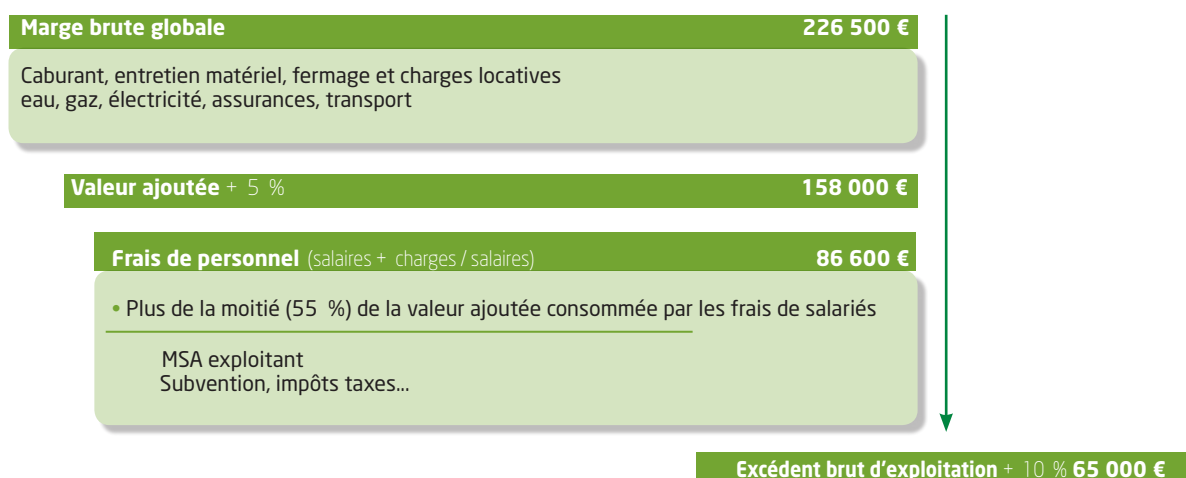 Marge brute globale 226 500 €
Caburant, entretien matériel, fermage et charges locatives
eau, gaz, électricité, assurances, transport
Valeur ajoutée + 5 % 158 000 €
Frais de personnel (salaires + charges / salaires) 86 600 €
• Plus de la moitié (55 %) de la valeur ajoutée consommée par les frais de salariés
MSA exploitant
Subvention, impôts taxes...
Excédent brut d'exploitation + 10 % 65 000 €